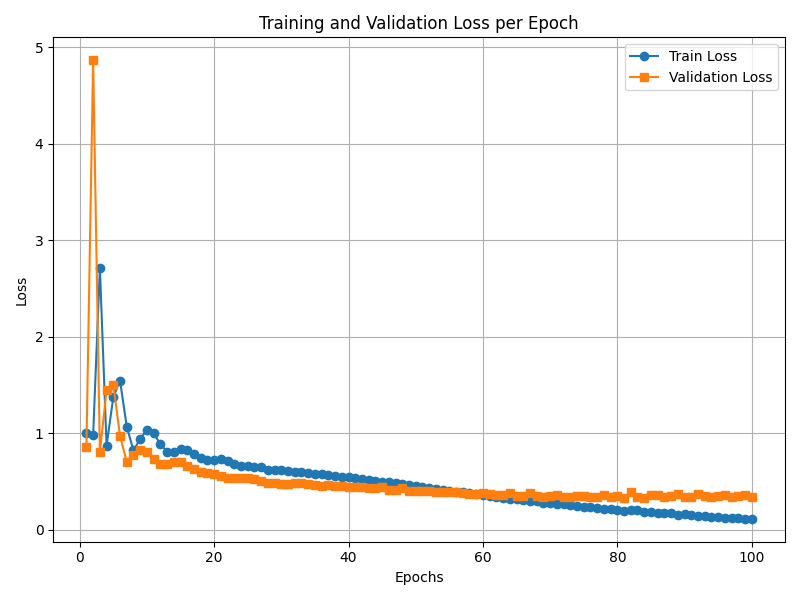 Training and Validation Loss per Epoch
Train Loss
Validation Loss
5
4
3
2
1
0
Loss
0 20 40 60 80 100
Epochs